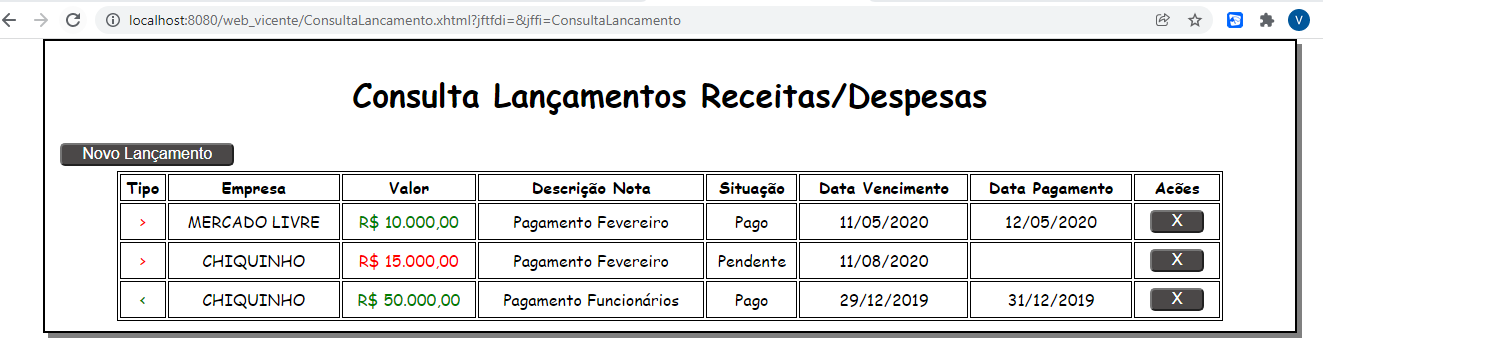 localhost:8080/web_vicente/ConsultaLancamento.xhtml?jftfdi=&jffi=ConsultaLancamento
V
Consulta Lançamentos Receitas/Despesas
Novo Lançamento
Tipo Empresa Valor Descrição Nota Situação Data Vencimento Data Pagamento Acões
> MERCADO LIVRE R$ 10.000,00 Pagamento Fevereiro Pago 11/05/2020 12/05/2020 X
> CHIQUINHO R$ 15.000,00 Pagamento Fevereiro Pendente 11/08/2020 X
< CHIQUINHO R$ 50.000,00 Pagamento Funcionários Pago 29/12/2019 31/12/2019 X